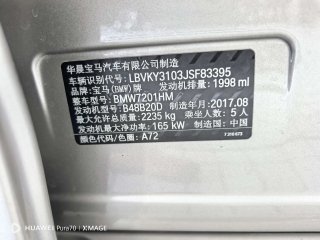 华晨宝马汽车有限公司制造
车辆识别代号：LBVKY3103JSF83395
品牌：宝马(BMW)牌 发动机排量：1998 ml
整车型号：BMW7201HM
发动机型号：B48B20D 制造年月：2017.08
最大允许总质量：2235 kg 乘坐人数：5人
发动机最大净功率：165 kW 制造国：中国
颜色代码/色圈：A72
7 310 673
HUAWEI Pura70 | XMAGE